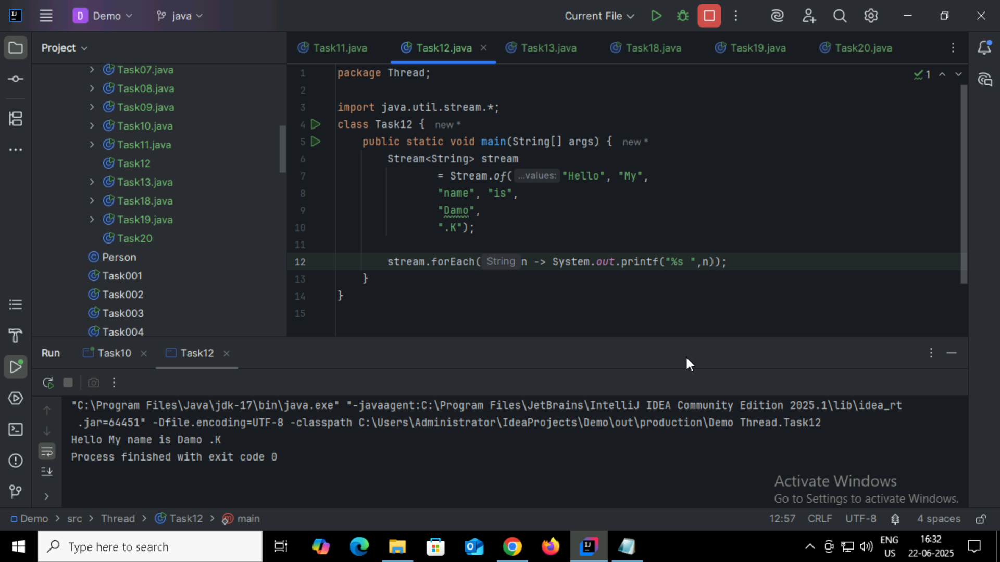 IJ D Demo java Current File
Project
Task11.java Task12.java Task13.java Task18.java Task19.java Task20.java
Task07.java
Task08.java
Task09.java
Task10.java
Task11.java
Task12
Task13.java
Task18.java
Task19.java
Task20
Person
Task001
Task002
Task003
Task004
1 package Thread;
2
3 import java.util.stream.*;
4 class Task12 { new *
5 public static void main(String[] args) { new *
6 Stream<String> stream
7 = Stream.of( …values: "Hello", "My",
8 "name", "is",
9 "Damo",
10 ".K");
11
12 stream.forEach( String n -> System.out.printf("%s ",n));
13 }
14 }
15
1
Run Task10 Task12
"C:\Program Files\Java\jdk-17\bin\java.exe" "-javaagent:C:\Program Files\JetBrains\IntelliJ IDEA Community Edition 2025.1\lib\idea_rt
.jar=64451" -Dfile.encoding=UTF-8 -classpath C:\Users\Administrator\IdeaProjects\Demo\out\production\Demo Thread.Task12
Hello My name is Damo .K
Process finished with exit code 0
Activate Windows
Go to Settings to activate Windows.
Demo > src > Thread > Task12 > m main 12:57 CRLF UTF-8 4 spaces
Type here to search
ENG
US
16:32
22-06-2025